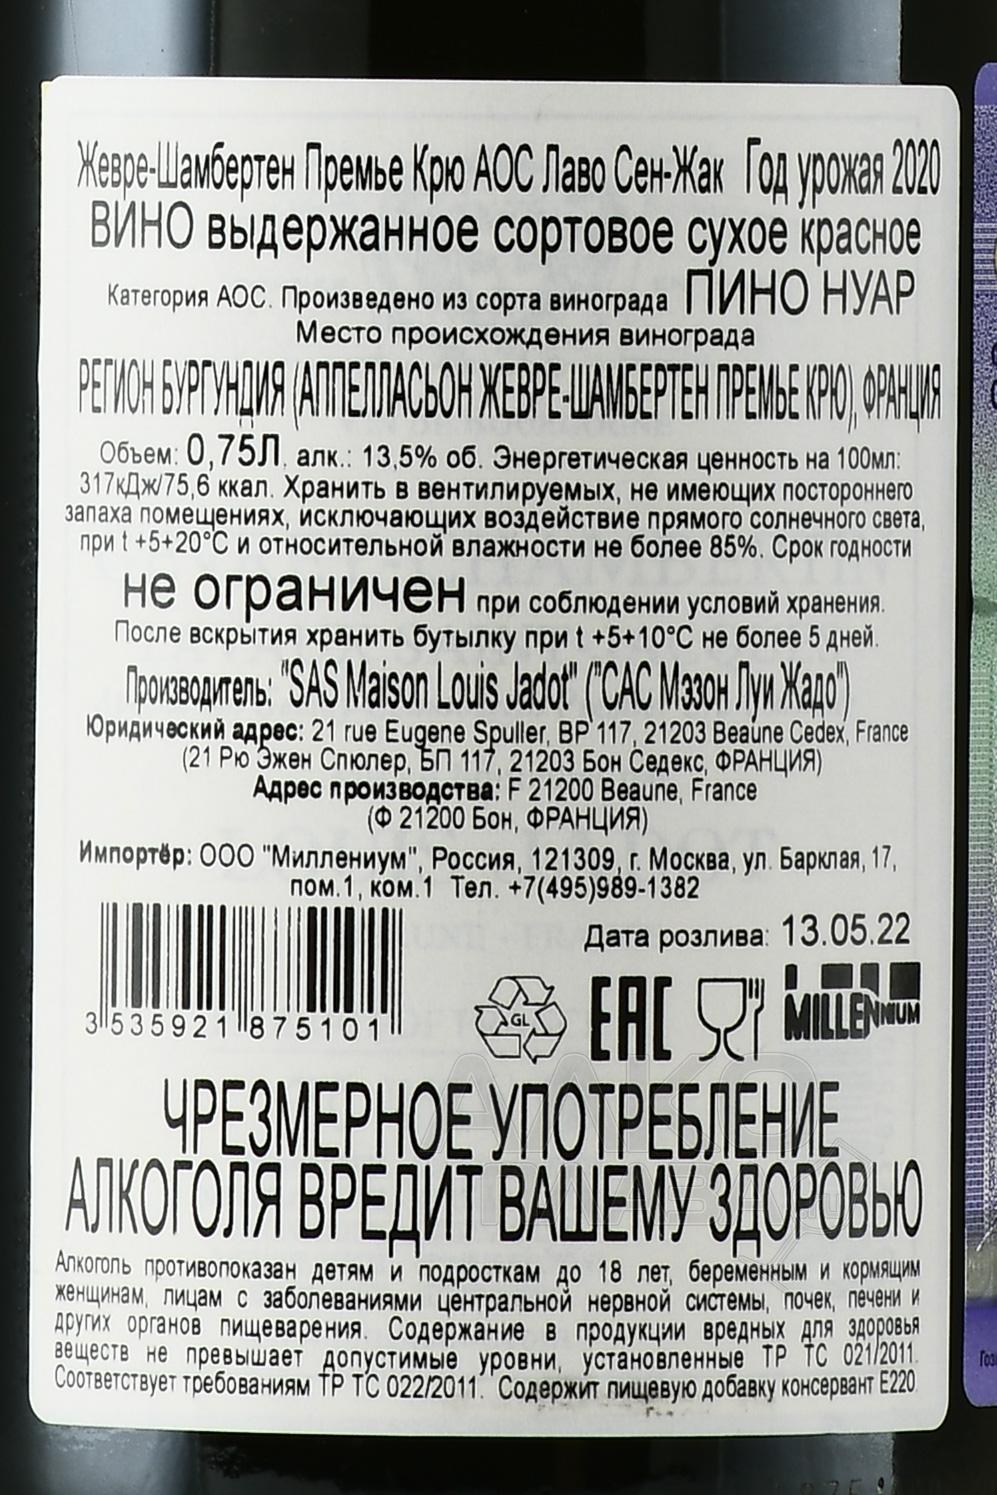 Жевре-Шамбертен Премье Крю АОС Лаво Сен-Жак Год урожая 2020
ВИНО выдержанное сортовое сухое красное
Категория АОС. Произведено из сорта винограда ПИНО НУАР
Место происхождения винограда
РЕГИОН БУРГУНДИЯ (АППЕЛЛАСЬОН ЖЕВРЕ-ШАМБЕРТЕН ПРЕМЬЕ КРЮ), ФРАНЦИЯ
Объем: 0,75Л, алк.: 13,5% об. Энергетическая ценность на 100мл:
317кДж/75,6 ккал. Хранить в вентилируемых, не имеющих постороннего
запаха помещениях, исключающих воздействие прямого солнечного света,
при t +5+20°С и относительной влажности не более 85%. Срок годности
не ограничен при соблюдении условий хранения.
После вскрытия хранить бутылку при t +5+10°С не более 5 дней.
Производитель: "SAS Maison Louis Jadot" ("САС Мэзон Луи Жадо")
Юридический адрес: 21 rue Eugene Spuller, BP 117, 21203 Beaune Cedex, France
(21 Рю Эжен Спюлер, БП 117, 21203 Бон Седекс, ФРАНЦИЯ)
Адрес производства: F 21200 Beaune, France
(Ф 21200 Бон, ФРАНЦИЯ)
Импортёр: ООО "Миллениум", Россия, 121309, г. Москва, ул. Барклая, 17,
пом.1, ком.1 Тел. +7(495)989-1382
Дата розлива: 13.05.22
3 535921 875101
GL
EAC
MILLENNIUM
ЧРЕЗМЕРНОЕ УПОТРЕБЛЕНИЕ
АЛКОГОЛЯ ВРЕДИТ ВАШЕМУ ЗДОРОВЬЮ
Алкоголь противопоказан детям и подросткам до 18 лет, беременным и кормящим
женщинам, лицам с заболеваниями центральной нервной системы, почек, печени и
других органов пищеварения. Содержание в продукции вредных для здоровья
веществ не превышает допустимые уровни, установленные ТР ТС 021/2011.
Соответствует требованиям ТР ТС 022/2011. Содержит пищевую добавку консервант Е220.